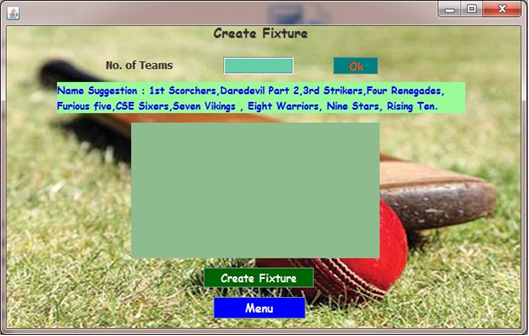 Create Fixture
No. of Teams
Ok
Name Suggestion : 1st Scorchers,Daredevil Part 2,3rd Strikers,Four Renegades,
Furious five,CSE Sixers,Seven Vikings , Eight Warriors, Nine Stars, Rising Ten.
Create Fixture
Menu